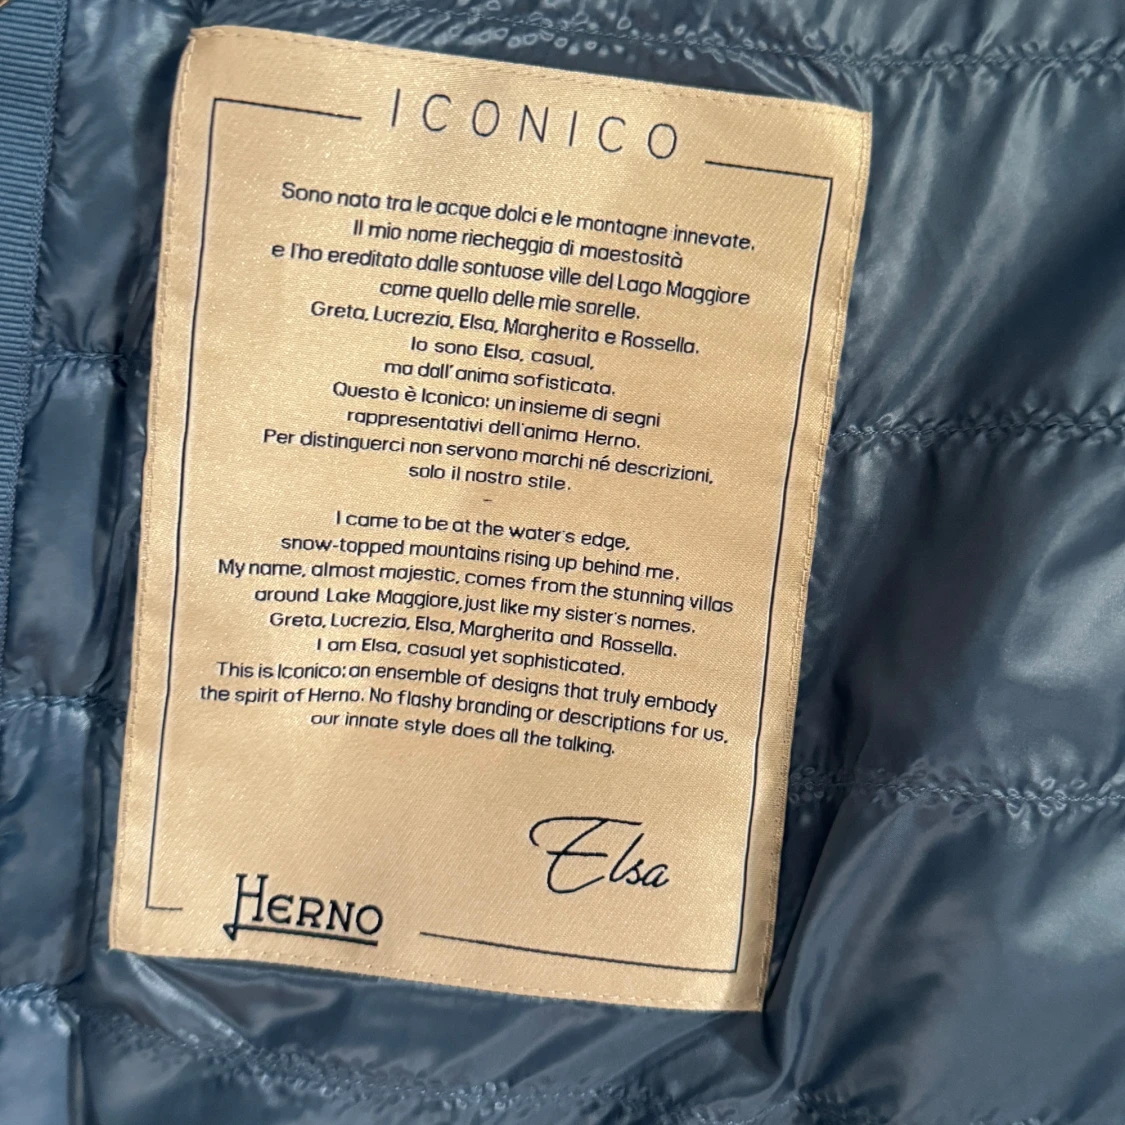 ICONICO
Sono nata tra le acque dolci e le montagne innevate.
Il mio nome riecheggia di maestosità
e l'ho ereditato dalle sontuose ville del Lago Maggiore
come quello delle mie sorelle.
Greta, Lucrezia, Elsa, Margherita e Rossella.
Io sono Elsa, casual,
ma dall'anima sofisticata.
Questo è Iconico: un insieme di segni
rappresentativi dell'anima Herno.
Per distinguerci non servono marchi né descrizioni,
solo il nostro stile.
-
I came to be at the water's edge,
snow-topped mountains rising up behind me.
My name, almost majestic, comes from the stunning villas
around Lake Maggiore, just like my sister's names.
Greta, Lucrezia, Elsa, Margherita and Rossella.
I am Elsa, casual yet sophisticated.
This is Iconico: an ensemble of designs that truly embody
the spirit of Herno. No flashy branding or descriptions for us,
our innate style does all the talking.
Elsa
HERNO